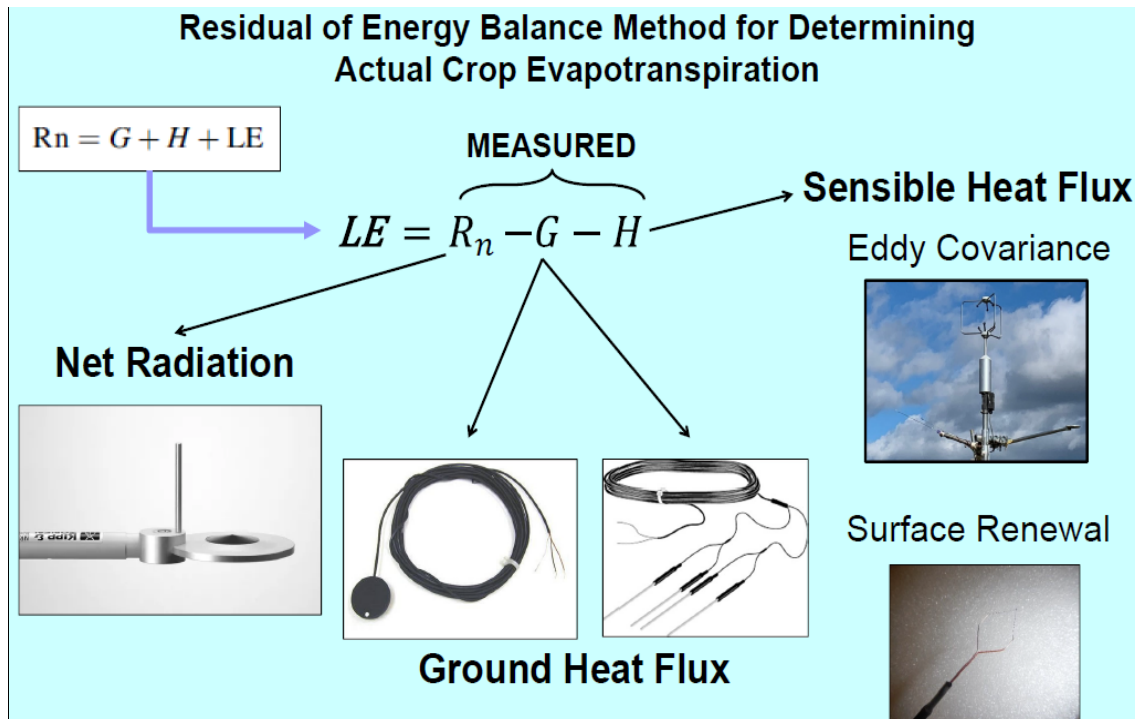 Residual of Energy Balance Method for Determining
Actual Crop Evapotranspiration
Rn = G + H + LE
MEASURED
LE = Rₙ −G − H
Sensible Heat Flux
Eddy Covariance
Net Radiation
KIPP &
Surface Renewal
Ground Heat Flux